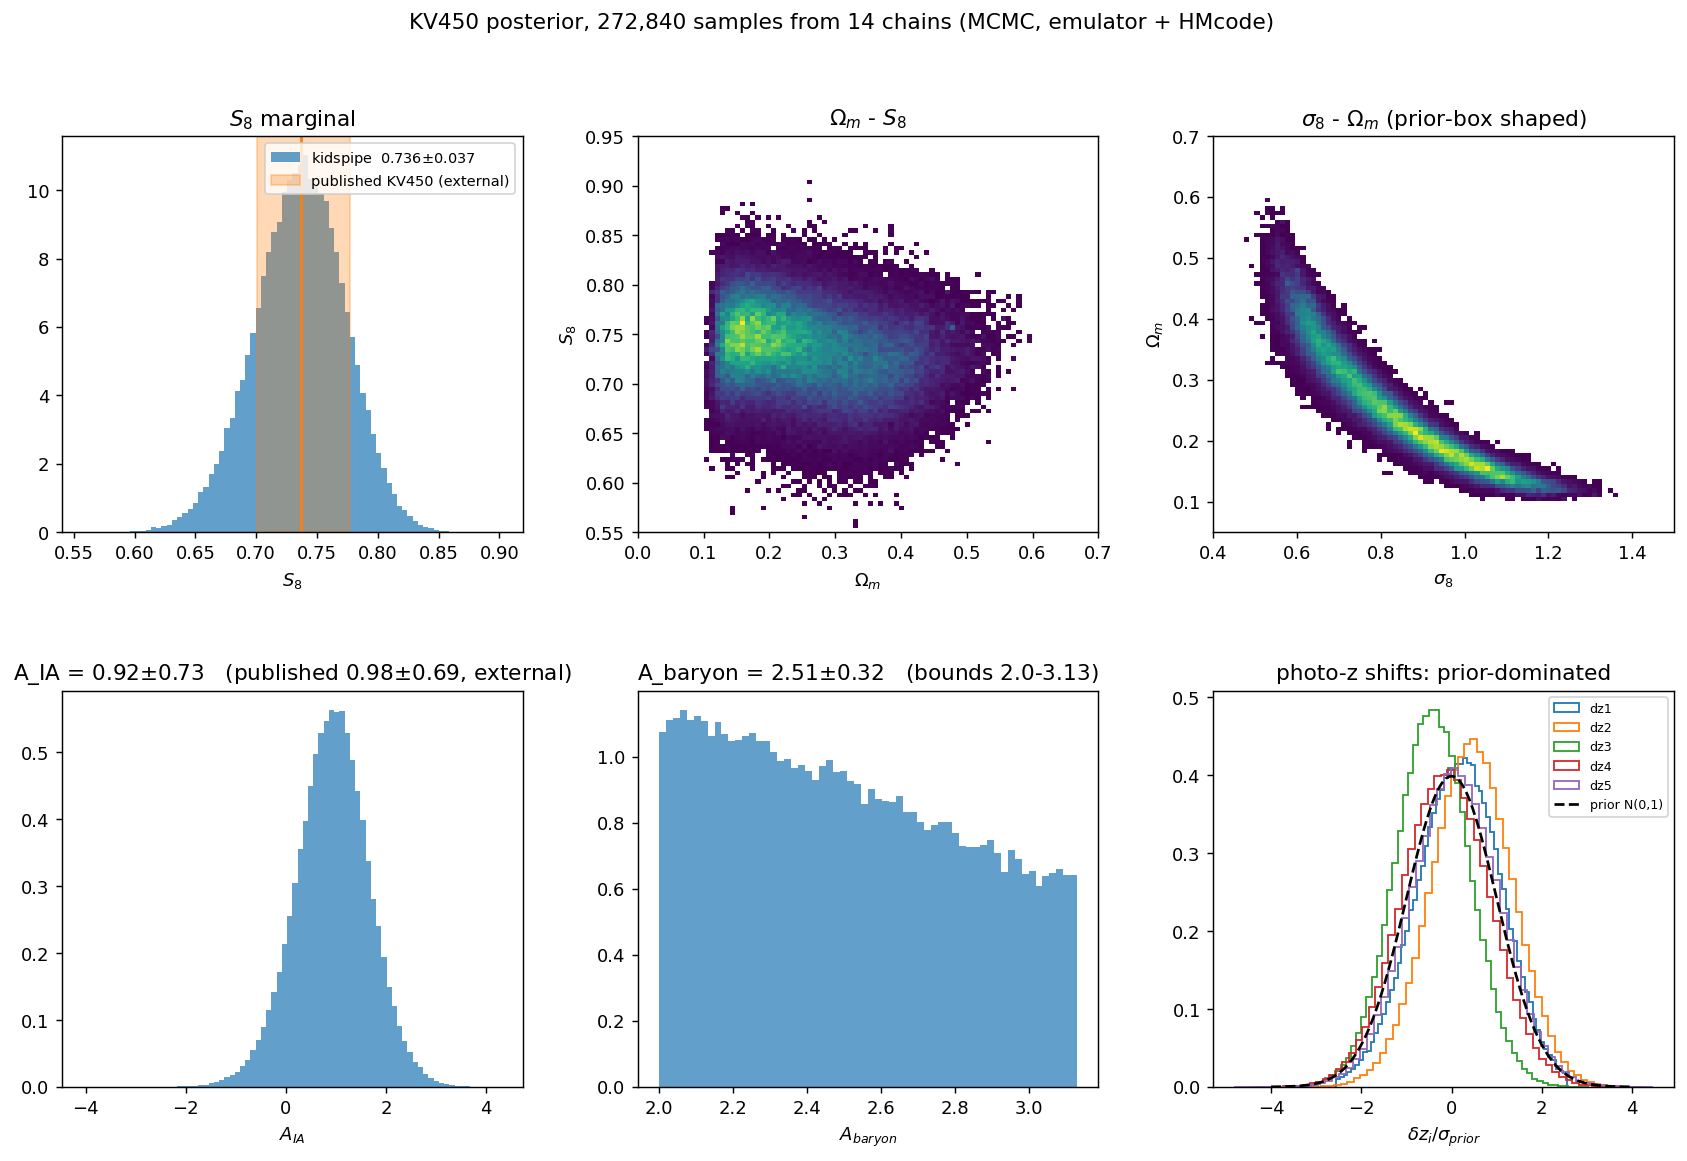 KV450 posterior, 272,840 samples from 14 chains (MCMC, emulator + HMcode)
S₈ marginal
kidspipe 0.736±0.037
published KV450 (external)
0
2
4
6
8
10
0.55 0.60 0.65 0.70 0.75 0.80 0.85 0.90
S₈
Ωₘ - S₈
0.95
0.90
0.85
0.80
0.75
0.70
0.65
0.60
0.55
S₈
0.0 0.1 0.2 0.3 0.4 0.5 0.6 0.7
Ωₘ
σ₈ - Ωₘ (prior-box shaped)
0.7
0.6
0.5
0.4
0.3
0.2
0.1
Ωₘ
0.4 0.6 0.8 1.0 1.2 1.4
σ₈
A_IA = 0.92±0.73 (published 0.98±0.69, external)
0.5
0.4
0.3
0.2
0.1
0.0
−4 −2 0 2 4
A_IA
A_baryon = 2.51±0.32 (bounds 2.0-3.13)
1.0
0.8
0.6
0.4
0.2
0.0
2.0 2.2 2.4 2.6 2.8 3.0
A_baryon
photo-z shifts: prior-dominated
dz1
dz2
dz3
dz4
dz5
prior N(0,1)
0.5
0.4
0.3
0.2
0.1
0.0
−4 −2 0 2 4
δz_i/σ_prior